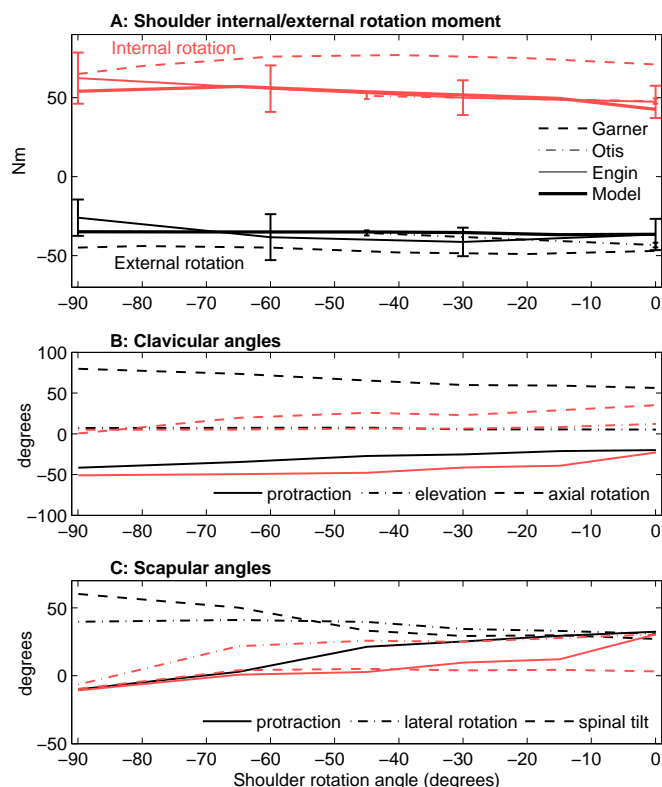 A: Shoulder internal/external rotation moment
Internal rotation
50
0
−50
Nm
Garner
Otis
Engin
Model
External rotation
−90 −80 −70 −60 −50 −40 −30 −20 −10 0
B: Clavicular angles
100
50
0
−50
−100
degrees
protraction elevation axial rotation
−90 −80 −70 −60 −50 −40 −30 −20 −10 0
C: Scapular angles
50
0
−50
degrees
protraction lateral rotation spinal tilt
−90 −80 −70 −60 −50 −40 −30 −20 −10 0
Shoulder rotation angle (degrees)